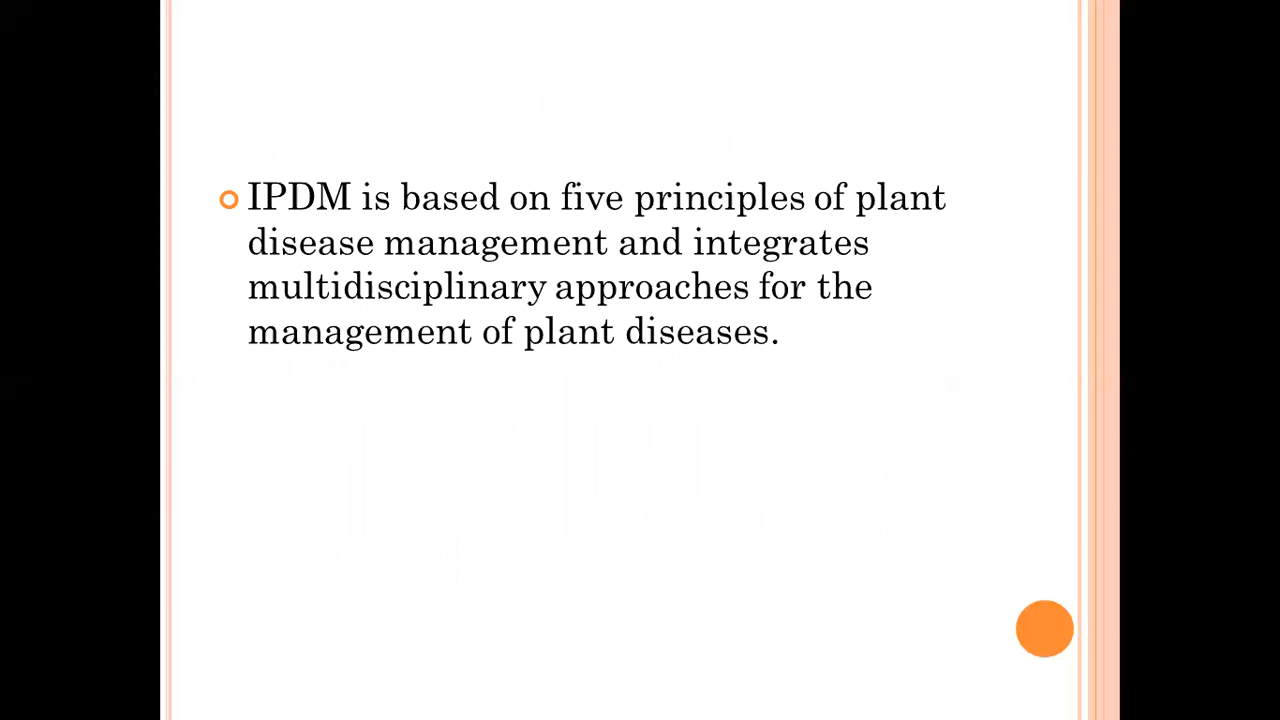 IPDM is based on five principles of plant
disease management and integrates
multidisciplinary approaches for the
management of plant diseases.